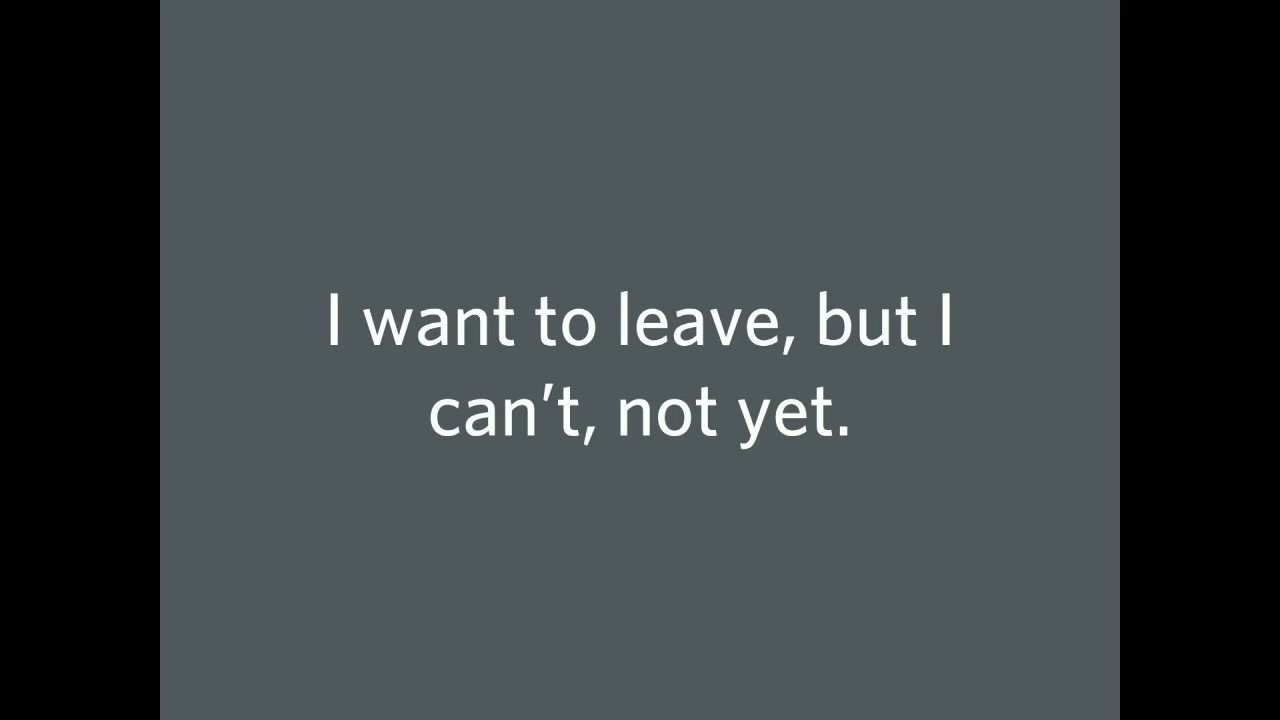 I want to leave, but I
can’t, not yet.